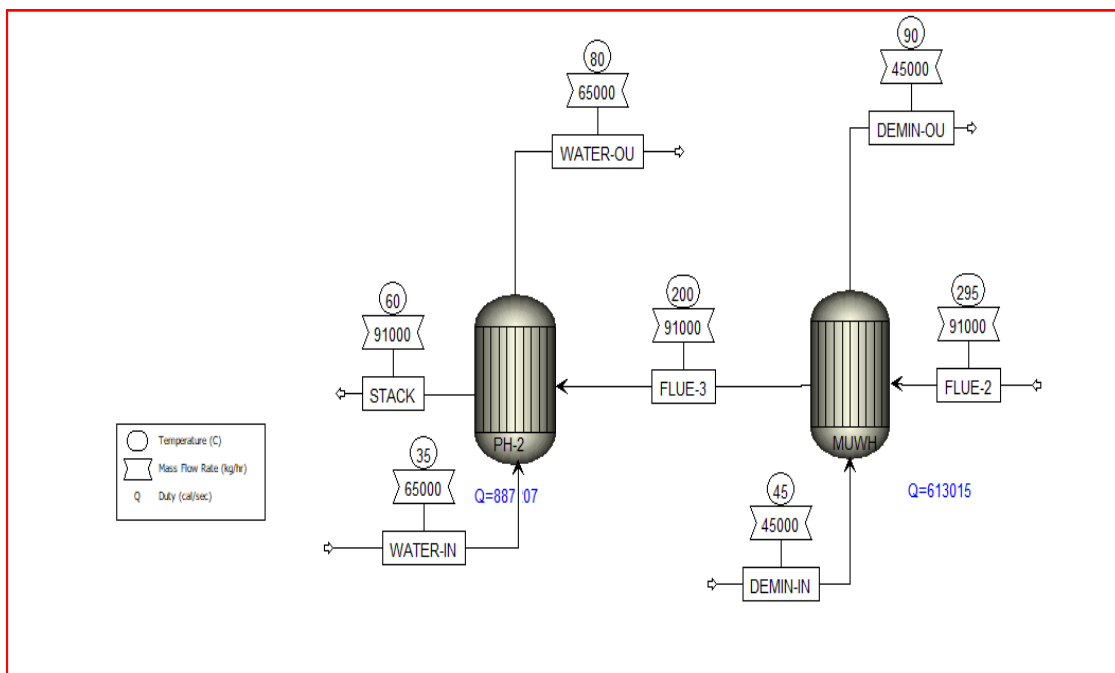 90
45000
DEMIN-OU
80
65000
WATER-OU
60
91000
STACK
200
91000
FLUE-3
295
91000
FLUE-2
PH-2
MUWH
35
65000
WATER-IN
45
45000
DEMIN-IN
Q=613015
Temperature (C)
Mass Flow Rate (kg/hr)
Q Duty (cal/sec)